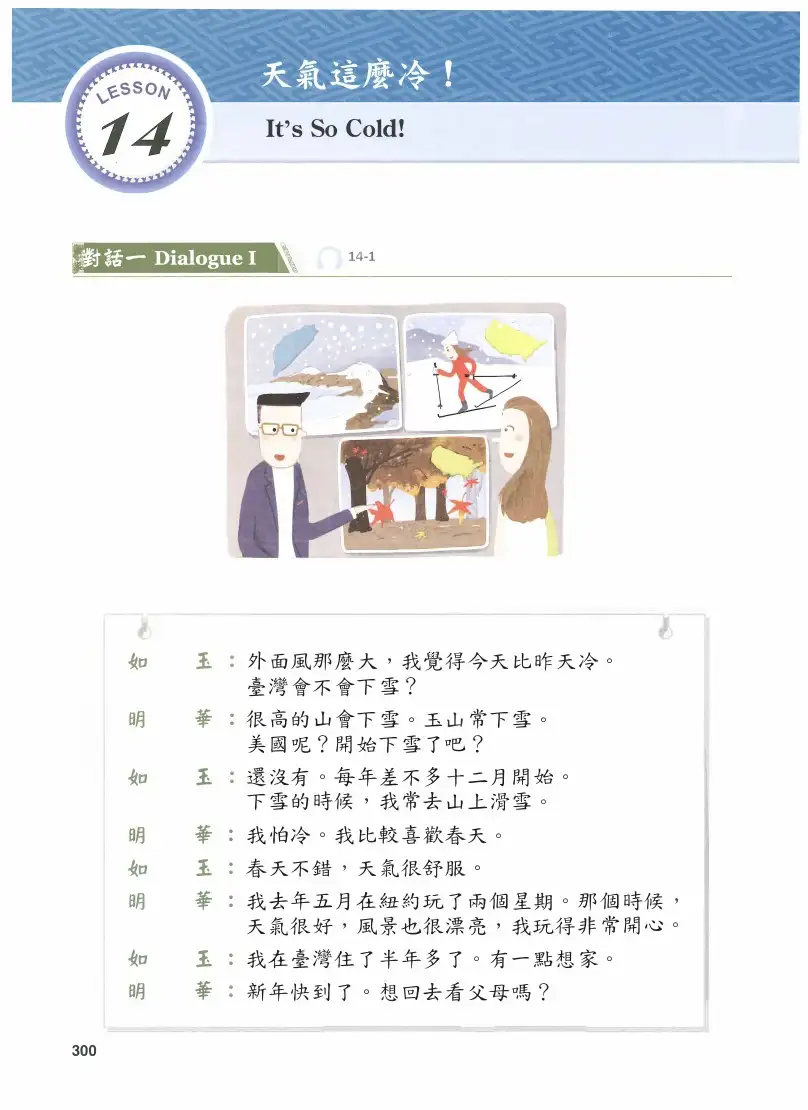 天氣這麼冷！
LESSON
14
It's So Cold!
對話一 Dialogue I
14-1
如玉：外面風那麼大，我覺得今天比昨天冷。
臺灣會不會下雪？
明華：很高的山會下雪。玉山常下雪。
美國呢？開始下雪了吧？
如玉：還沒有。每年差不多十二月開始。
下雪的時候，我常去山上滑雪。
明華：我怕冷。我比較喜歡春天。
如玉：春天不錯，天氣很舒服。
明華：我去年五月在紐約玩了兩個星期。那個時候，
天氣很好，風景也很漂亮，我玩得非常開心。
如玉：我在臺灣住了半年多了。有一點想家。
明華：新年快到了。想回去看父母嗎？
300